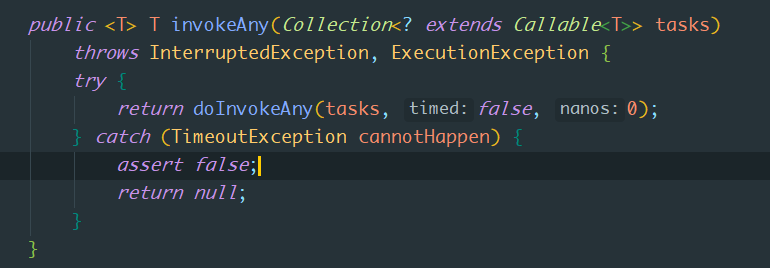 public <T> T invokeAny(Collection<? extends Callable<T>> tasks)
    throws InterruptedException, ExecutionException {
    try {
        return doInvokeAny(tasks, timed: false, nanos: 0);
    } catch (TimeoutException cannotHappen) {
        assert false;
        return null;
    }
}